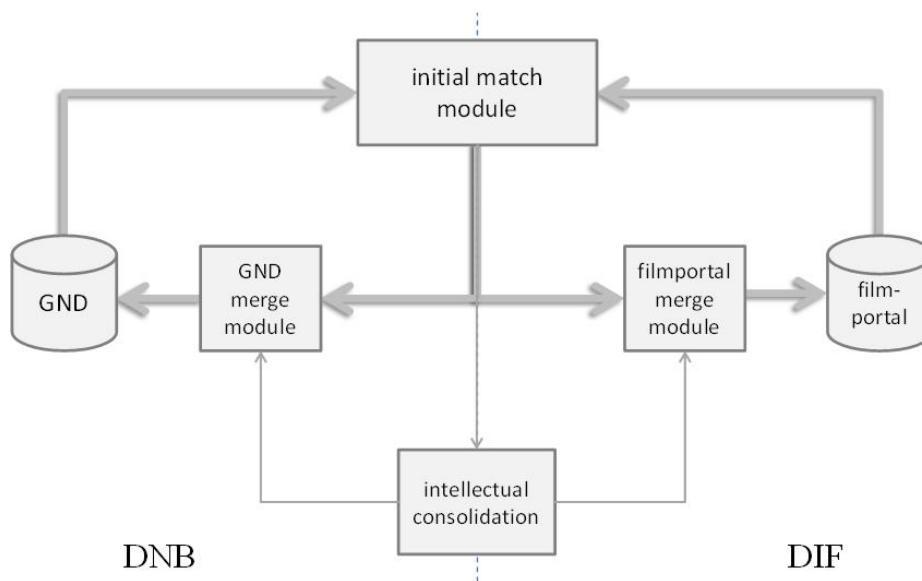 initial match
module
GND
GND
merge
module
filmportal
merge
module
film-
portal
intellectual
consolidation
DNB
DIF